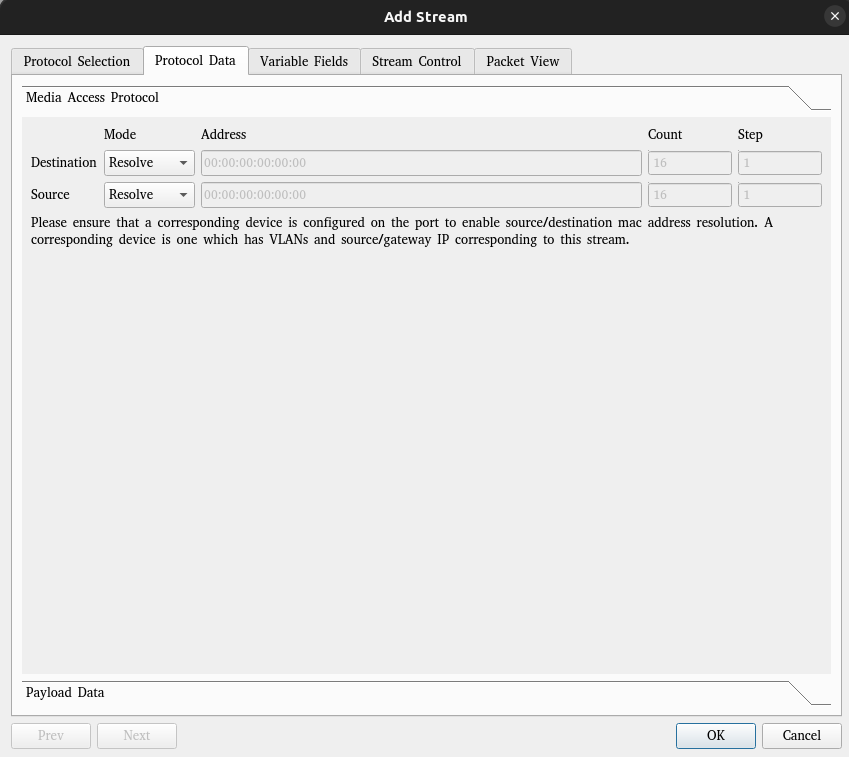 Add Stream
Protocol Selection Protocol Data Variable Fields Stream Control Packet View
Media Access Protocol
Mode Address Count Step
Destination Resolve 00:00:00:00:00:00 16 1
Source Resolve 00:00:00:00:00:00 16 1
Please ensure that a corresponding device is configured on the port to enable source/destination mac address resolution. A
corresponding device is one which has VLANs and source/gateway IP corresponding to this stream.
Payload Data
Prev Next OK Cancel